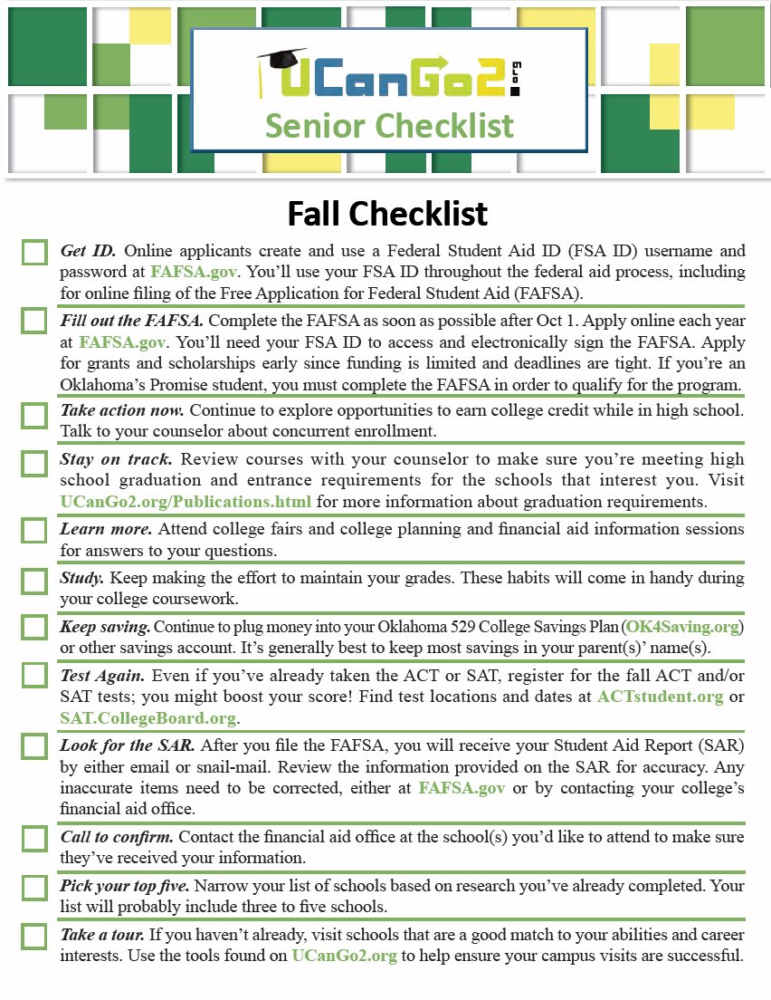 UCanGo2.org
Senior Checklist
Fall Checklist
Get ID. Online applicants create and use a Federal Student Aid ID (FSA ID) username and
password at FAFSA.gov. You’ll use your FSA ID throughout the federal aid process, including
for online filing of the Free Application for Federal Student Aid (FAFSA).
Fill out the FAFSA. Complete the FAFSA as soon as possible after Oct 1. Apply online each year
at FAFSA.gov. You’ll need your FSA ID to access and electronically sign the FAFSA. Apply
for grants and scholarships early since funding is limited and deadlines are tight. If you’re an
Oklahoma’s Promise student, you must complete the FAFSA in order to qualify for the program.
Take action now. Continue to explore opportunities to earn college credit while in high school.
Talk to your counselor about concurrent enrollment.
Stay on track. Review courses with your counselor to make sure you’re meeting high
school graduation and entrance requirements for the schools that interest you. Visit
UCanGo2.org/Publications.html for more information about graduation requirements.
Learn more. Attend college fairs and college planning and financial aid information sessions
for answers to your questions.
Study. Keep making the effort to maintain your grades. These habits will come in handy during
your college coursework.
Keep saving. Continue to plug money into your Oklahoma 529 College Savings Plan (OK4Saving.org)
or other savings account. It’s generally best to keep most savings in your parent(s)’ name(s).
Test Again. Even if you’ve already taken the ACT or SAT, register for the fall ACT and/or
SAT tests; you might boost your score! Find test locations and dates at ACTstudent.org or
SAT.CollegeBoard.org.
Look for the SAR. After you file the FAFSA, you will receive your Student Aid Report (SAR)
by either email or snail-mail. Review the information provided on the SAR for accuracy. Any
inaccurate items need to be corrected, either at FAFSA.gov or by contacting your college’s
financial aid office.
Call to confirm. Contact the financial aid office at the school(s) you’d like to attend to make sure
they’ve received your information.
Pick your top five. Narrow your list of schools based on research you’ve already completed. Your
list will probably include three to five schools.
Take a tour. If you haven’t already, visit schools that are a good match to your abilities and career
interests. Use the tools found on UCanGo2.org to help ensure your campus visits are successful.